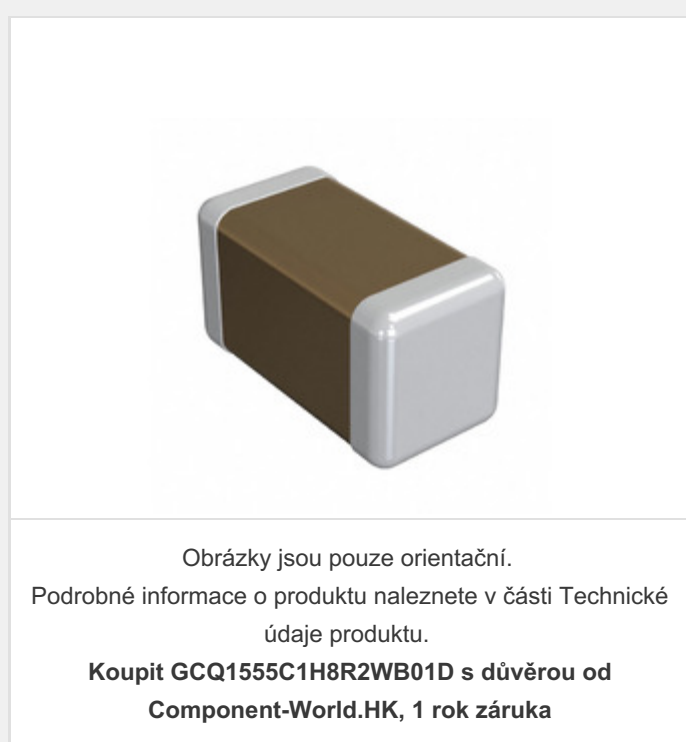 Obrázky jsou pouze orientační.
Podrobné informace o produktu naleznete v části Technické
údaje produktu.
Koupit GCQ1555C1H8R2WB01D s důvěrou od
Component-World.HK, 1 rok záruka